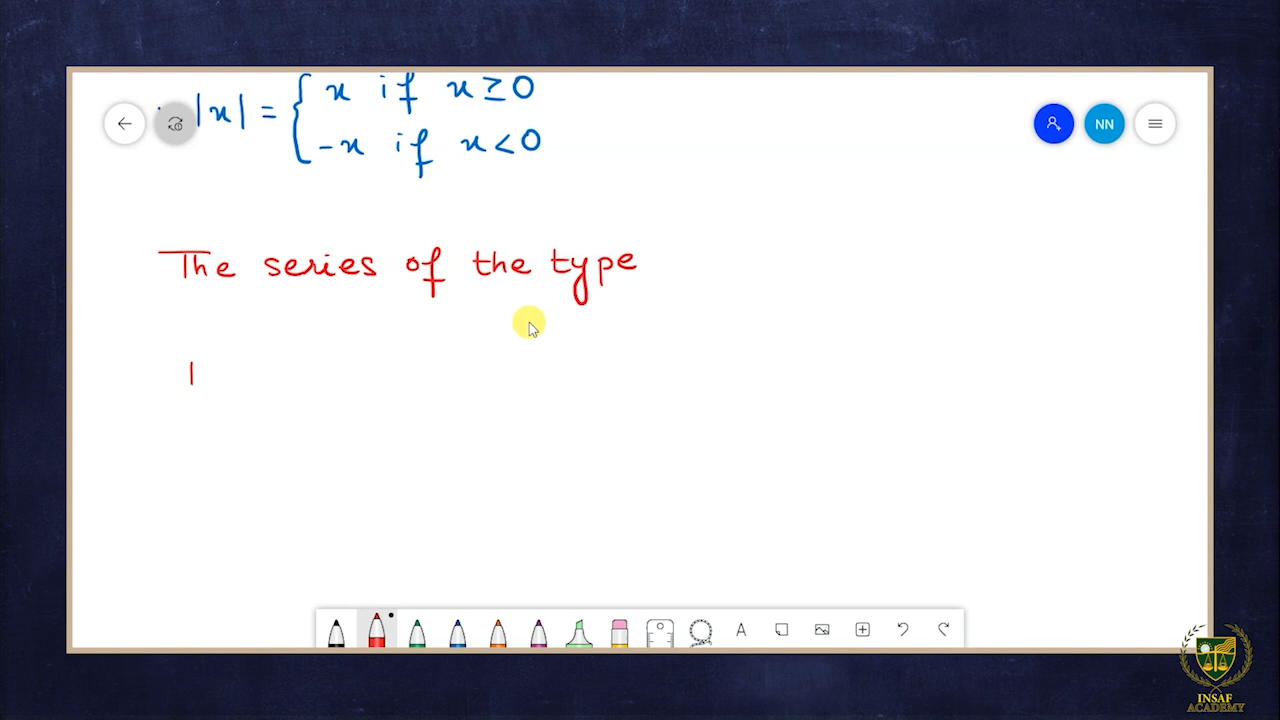 |x| = { x if x ≥ 0
-x if x < 0
NN
The series of the type
1
A
INSAF
ACADEMY